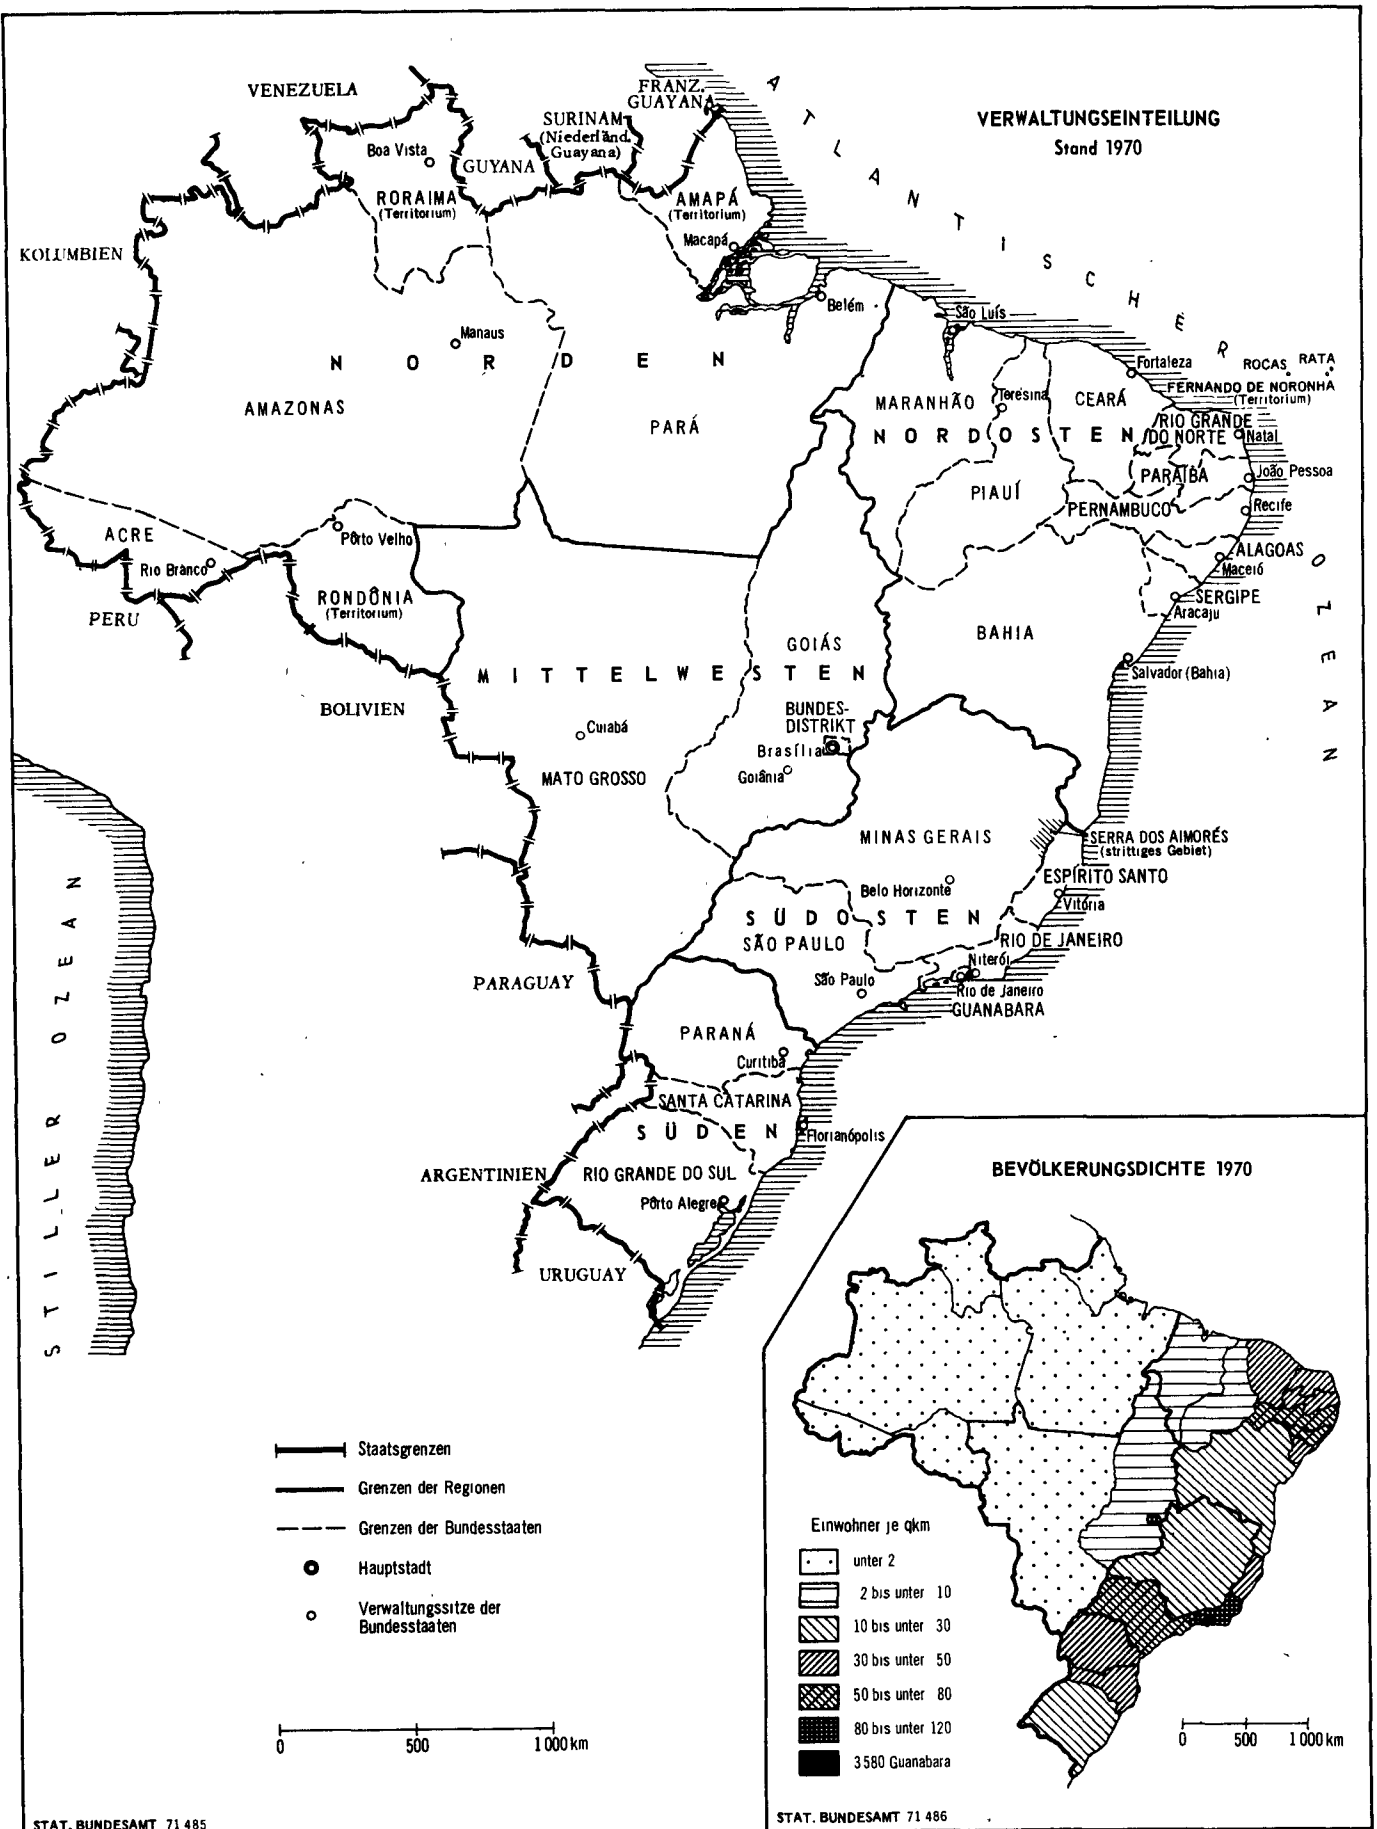 VERWALTUNGSEINTEILUNG
Stand 1970
VENEZUELA
FRANZ.
GUAYANA
SURINAM
(Niederländ.
Guayana)
GUYANA
KOLUMBIEN
Boa Vista
RORAIMA
(Territorium)
AMAPÁ
(Territorium)
Macapá
ATLANTISCHER OZEAN
Belém
São Luís
Manaus
NORDEN
AMAZONAS
PARÁ
Fortaleza
ROCAS
RATA
FERNANDO DE NORONHA
(Territorium)
MARANHÃO
Teresina
CEARÁ
RIO GRANDE
DO NORTE
Natal
NORDOSTEN
PARAÍBA
João Pessoa
PIAUÍ
PERNAMBUCO
Recife
ACRE
Rio Branco
Pôrto Velho
ALAGOAS
Maceió
PERU
RONDÔNIA
(Territorium)
SERGIPE
Aracaju
GOIÁS
BAHIA
MITTELWESTEN
Salvador (Bahia)
BOLIVIEN
BUNDES-
DISTRIKT
Cuiabá
Brasília
Goiânia
MATO GROSSO
MINAS GERAIS
SERRA DOS AIMORÉS
(strittiges Gebiet)
ESPÍRITO SANTO
Belo Horizonte
Vitória
SÜDOSTEN
SÃO PAULO
RIO DE JANEIRO
Niterói
São Paulo
Rio de Janeiro
GUANABARA
PARAGUAY
PARANÁ
Curitiba
SANTA CATARINA
SÜDEN
Florianópolis
ARGENTINIEN
RIO GRANDE DO SUL
Pôrto Alegre
URUGUAY
STILLER OZEAN
Staatsgrenzen
Grenzen der Regionen
Grenzen der Bundesstaaten
Hauptstadt
Verwaltungssitze der
Bundesstaaten
0 500 1000 km
STAT. BUNDESAMT 71 485
BEVÖLKERUNGSDICHTE 1970
Einwohner je qkm
unter 2
2 bis unter 10
10 bis unter 30
30 bis unter 50
50 bis unter 80
80 bis unter 120
3580 Guanabara
0 500 1000 km
STAT. BUNDESAMT 71 486